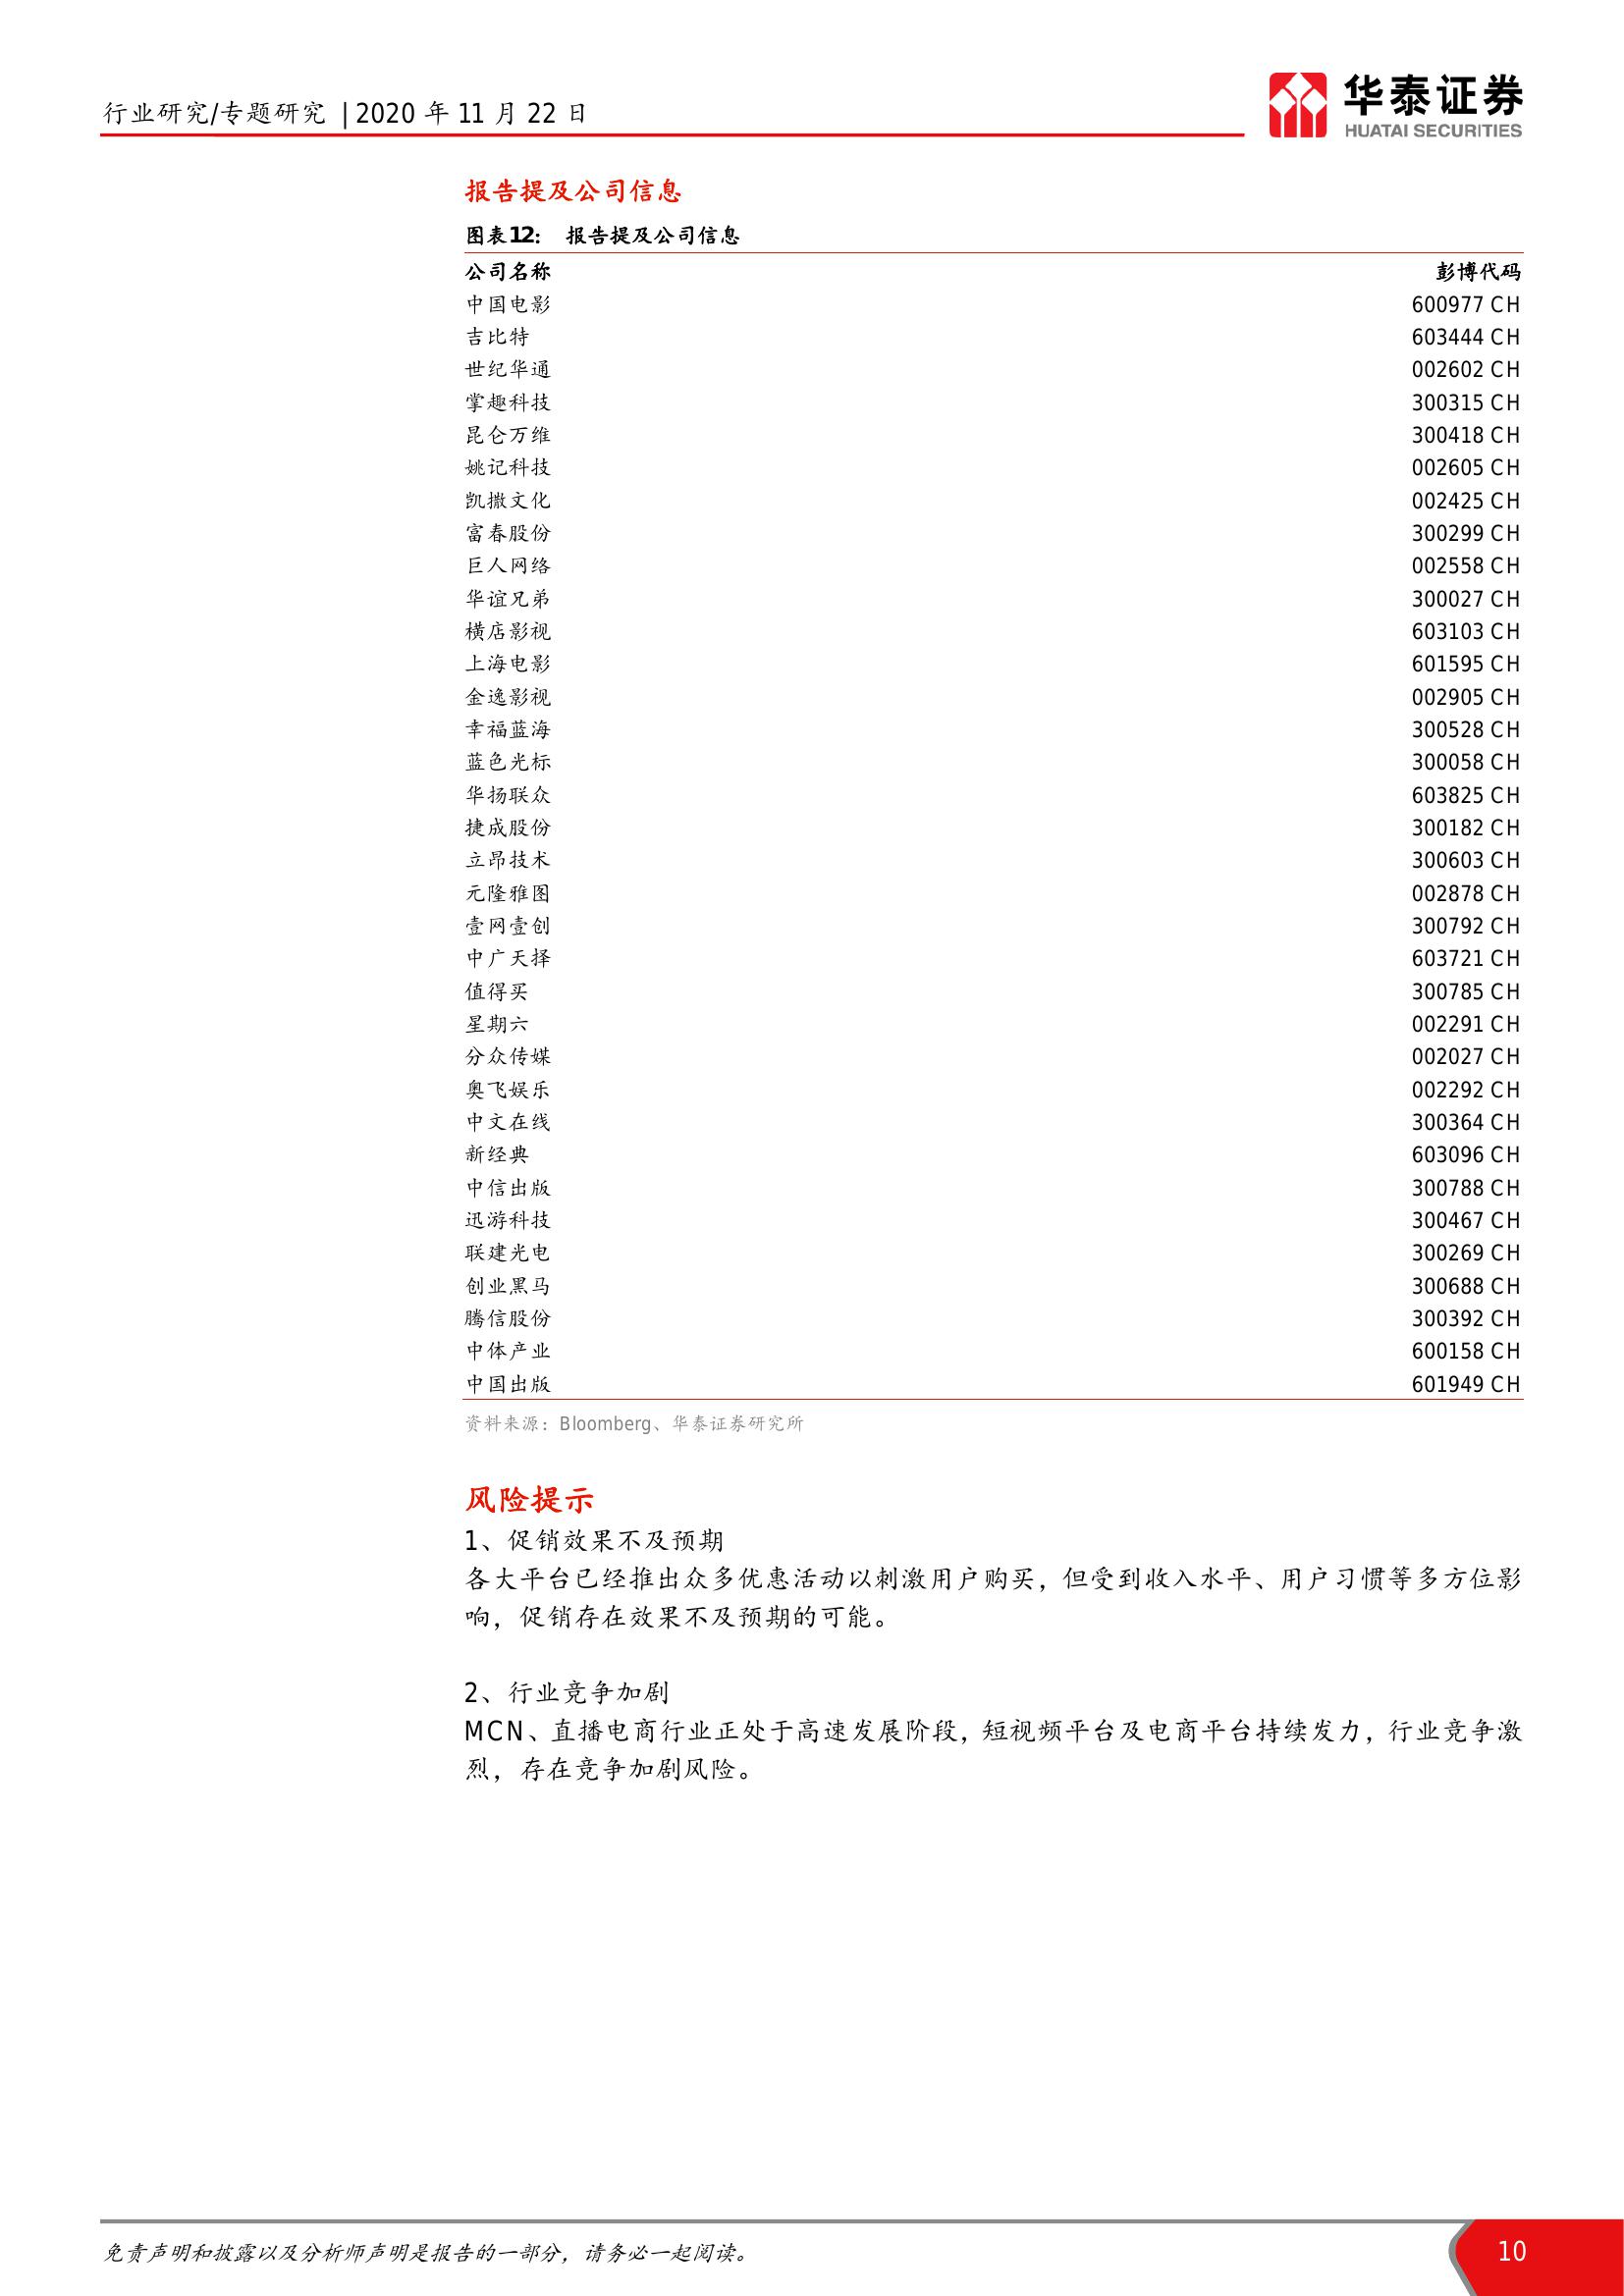 行业研究/专题研究 | 2020 年 11 月 22 日
华泰证券
HUATAI SECURITIES
报告提及公司信息
图表12： 报告提及公司信息
公司名称 彭博代码
中国电影 600977 CH
吉比特 603444 CH
世纪华通 002602 CH
掌趣科技 300315 CH
昆仑万维 300418 CH
姚记科技 002605 CH
凯撒文化 002425 CH
富春股份 300299 CH
巨人网络 002558 CH
华谊兄弟 300027 CH
横店影视 603103 CH
上海电影 601595 CH
金逸影视 002905 CH
幸福蓝海 300528 CH
蓝色光标 300058 CH
华扬联众 603825 CH
捷成股份 300182 CH
立昂技术 300603 CH
元隆雅图 002878 CH
壹网壹创 300792 CH
中广天择 603721 CH
值得买 300785 CH
星期六 002291 CH
分众传媒 002027 CH
奥飞娱乐 002292 CH
中文在线 300364 CH
新经典 603096 CH
中信出版 300788 CH
迅游科技 300467 CH
联建光电 300269 CH
创业黑马 300688 CH
腾信股份 300392 CH
中体产业 600158 CH
中国出版 601949 CH
资料来源：Bloomberg、华泰证券研究所
风险提示
1、促销效果不及预期
各大平台已经推出众多优惠活动以刺激用户购买，但受到收入水平、用户习惯等多方位影
响，促销存在效果不及预期的可能。
2、行业竞争加剧
MCN、直播电商行业正处于高速发展阶段，短视频平台及电商平台持续发力，行业竞争激
烈，存在竞争加剧风险。
免责声明和披露以及分析师声明是报告的一部分，请务必一起阅读。
10